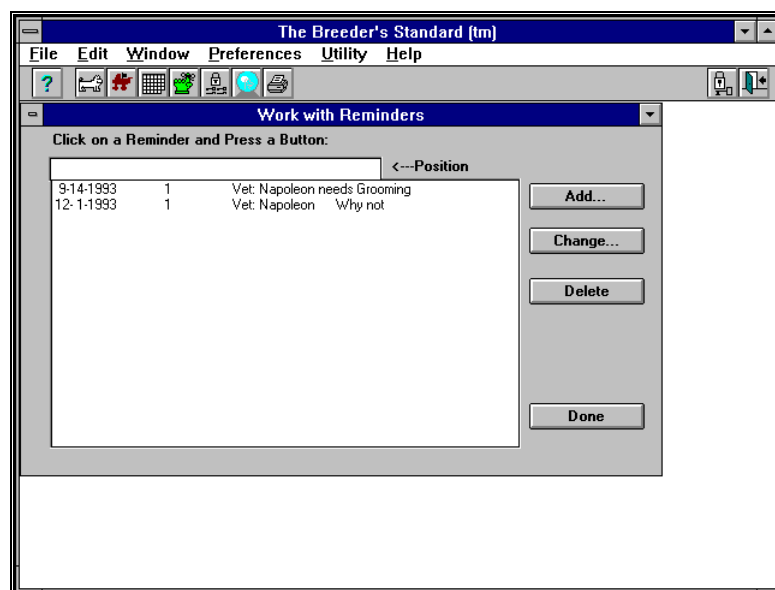 The Breeder's Standard (tm)
File Edit Window Preferences Utility Help
?
Work with Reminders
Click on a Reminder and Press a Button:
<---Position
9-14-1993 1 Vet: Napoleon needs Grooming
12- 1-1993 1 Vet: Napoleon Why not
Add...
Change...
Delete
Done